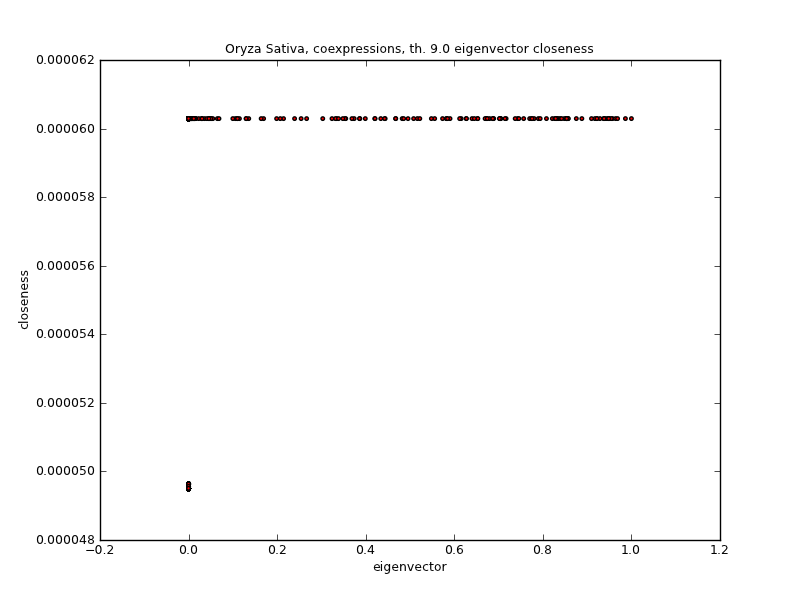 Oryza Sativa, coexpressions, th. 9.0 eigenvector closeness
0.000062
0.000060
0.000058
0.000056
closeness
0.000054
0.000052
0.000050
0.000048
−0.2 0.0 0.2 0.4 0.6 0.8 1.0 1.2
eigenvector